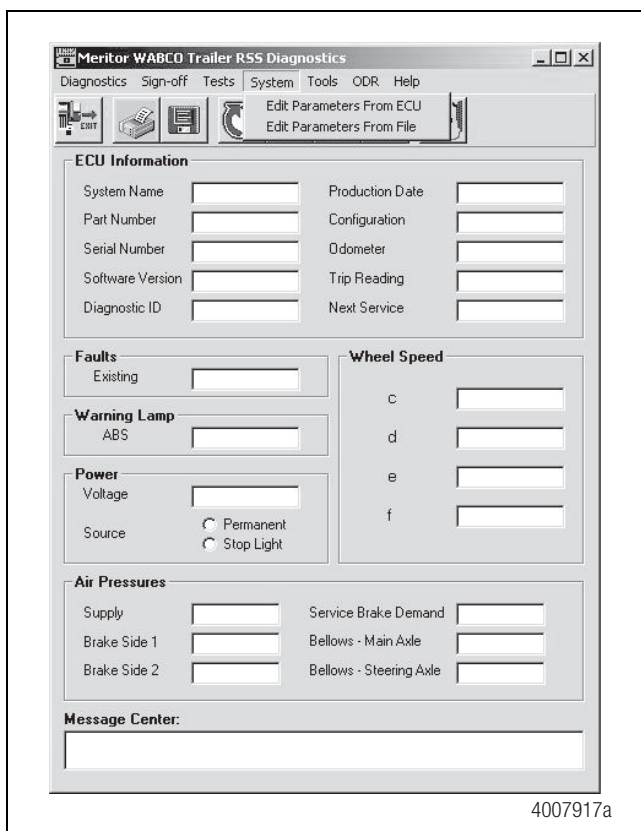 Meritor WABCO Trailer RSS Diagnostics
Diagnostics Sign-off Tests System Tools ODR Help
Edit Parameters From ECU
Edit Parameters From File
EXIT
ECU Information
System Name Production Date
Part Number Configuration
Serial Number Odometer
Software Version Trip Reading
Diagnostic ID Next Service
Faults
Existing
Warning Lamp
ABS
Power
Voltage
Source Permanent
Stop Light
Wheel Speed
c
d
e
f
Air Pressures
Supply Service Brake Demand
Brake Side 1 Bellows - Main Axle
Brake Side 2 Bellows - Steering Axle
Message Center:
4007917a